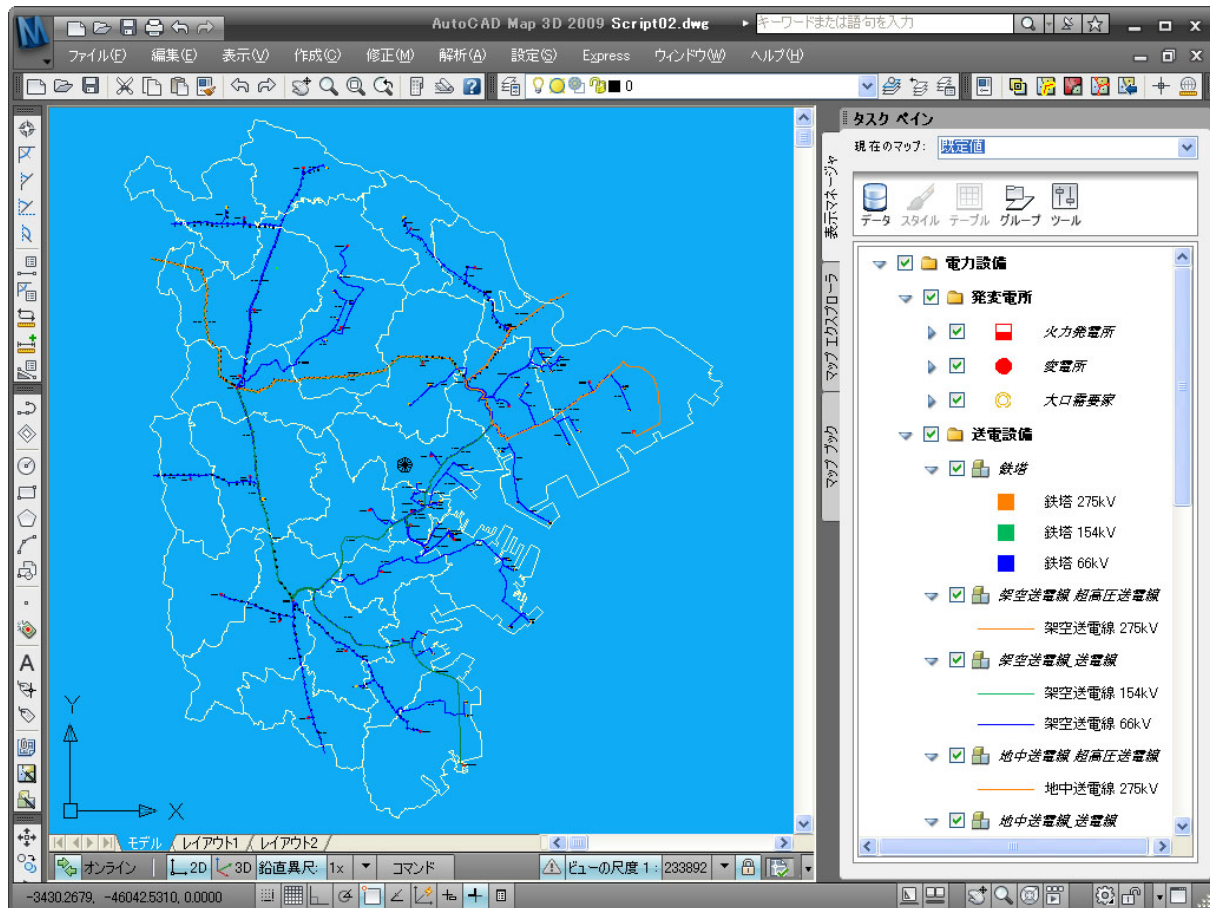 AutoCAD Map 3D 2009 Script02.dwg
キーワードまたは語句を入力
ファイル(F) 編集(E) 表示(V) 作成(C) 修正(M) 解析(A) 設定(S) Express ウィンドウ(W) ヘルプ(H)
0
タスク ペイン
現在のマップ: 既定値
表示マネージャ
マップ エクスプローラ
マップ ブック
データ スタイル テーブル グループ ツール
電力設備
発変電所
火力発電所
変電所
大口需要家
送電設備
鉄塔
鉄塔 275kV
鉄塔 154kV
鉄塔 66kV
架空送電線_超高圧送電線
架空送電線 275kV
架空送電線_送電線
架空送電線 154kV
架空送電線 66kV
地中送電線_超高圧送電線
地中送電線 275kV
地中送電線_送電線
Y
X
モデル レイアウト1 レイアウト2
オンライン 2D 3D 鉛直異尺: 1x コマンド ビューの尺度 1 : 233892
-3430.2679, -46042.5310, 0.0000